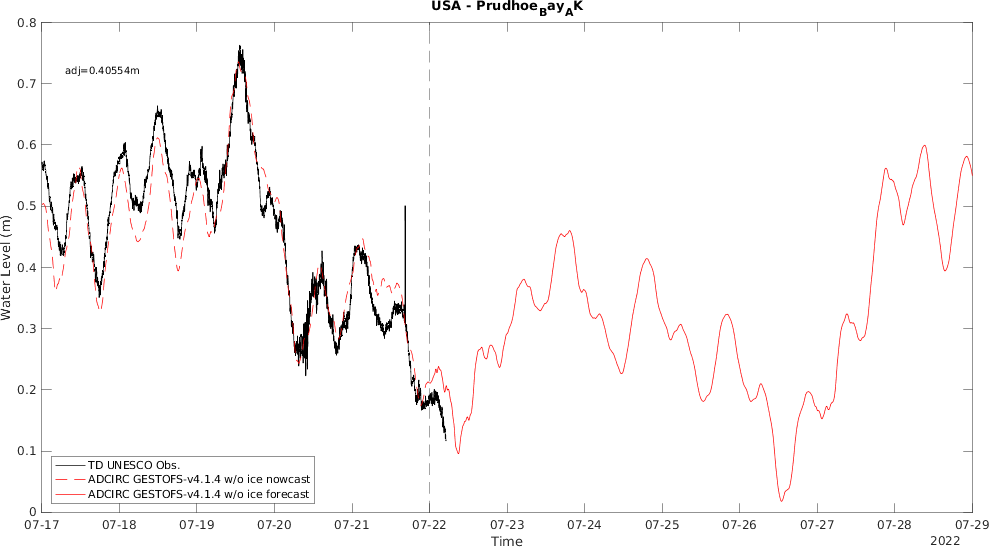 USA - PrudhoeBayAK
adj=0.40554m
Water Level (m)
0.8
0.7
0.6
0.5
0.4
0.3
0.2
0.1
0
TD UNESCO Obs.
ADCIRC GESTOFS-v4.1.4 w/o ice nowcast
ADCIRC GESTOFS-v4.1.4 w/o ice forecast
07-17 07-18 07-19 07-20 07-21 07-22 07-23 07-24 07-25 07-26 07-27 07-28 07-29
Time
2022